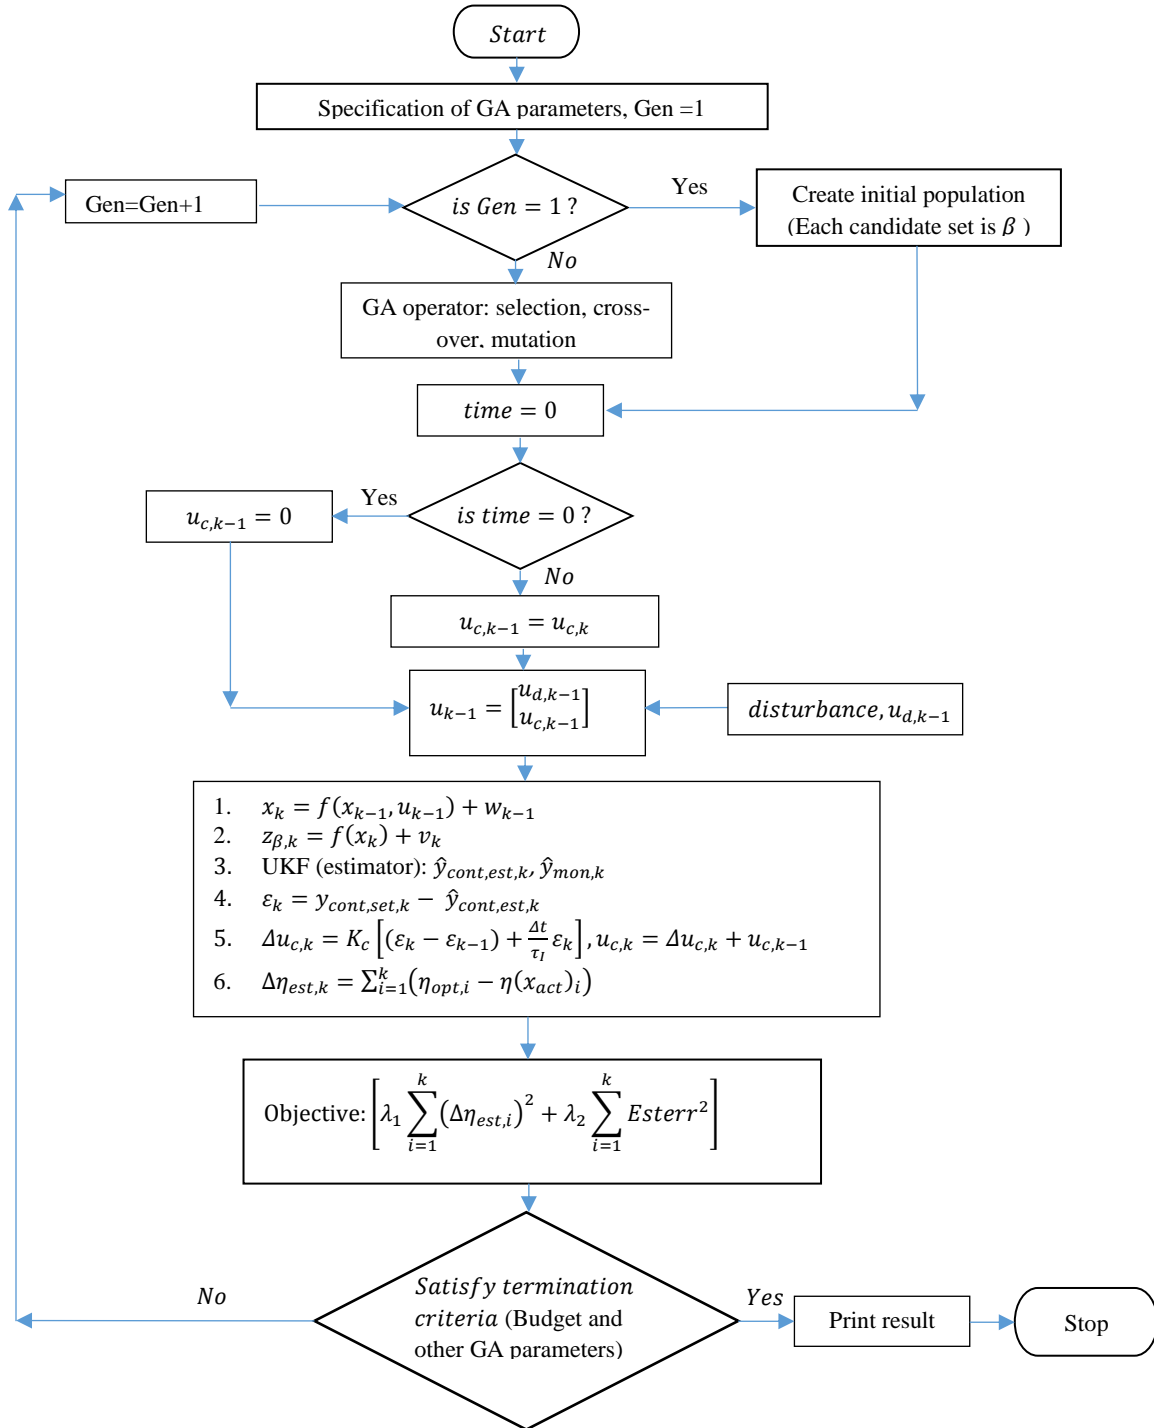 Start
Specification of GA parameters, Gen =1
Gen=Gen+1
is Gen = 1 ?
Yes
Create initial population
(Each candidate set is β )
No
GA operator: selection, cross-
over, mutation
time = 0
is time = 0 ?
Yes
u_{c,k−1} = 0
No
u_{c,k−1} = u_{c,k}
u_{k−1} = [u_{d,k−1}
u_{c,k−1}]
disturbance, u_{d,k−1}
1. x_k = f(x_{k−1}, u_{k−1}) + w_{k−1}
2. z_{β,k} = f(x_k) + v_k
3. UKF (estimator): ŷ_{cont,est,k}, ŷ_{mon,k}
4. ε_k = y_{cont,set,k} − ŷ_{cont,est,k}
5. Δu_{c,k} = K_c [(ε_k − ε_{k−1}) + \frac{Δt}{τ_I} ε_k], u_{c,k} = Δu_{c,k} + u_{c,k−1}
6. Δη_{est,k} = ∑_{i=1}^{k}(η_{opt,i} − η(x_{act})_i)
Objective: [λ_1 ∑_{i=1}^{k} (Δη_{est,i})^2 + λ_2 ∑_{i=1}^{k} Esterr^2]
Satisfy termination
criteria (Budget and
other GA parameters)
No
Yes
Print result
Stop